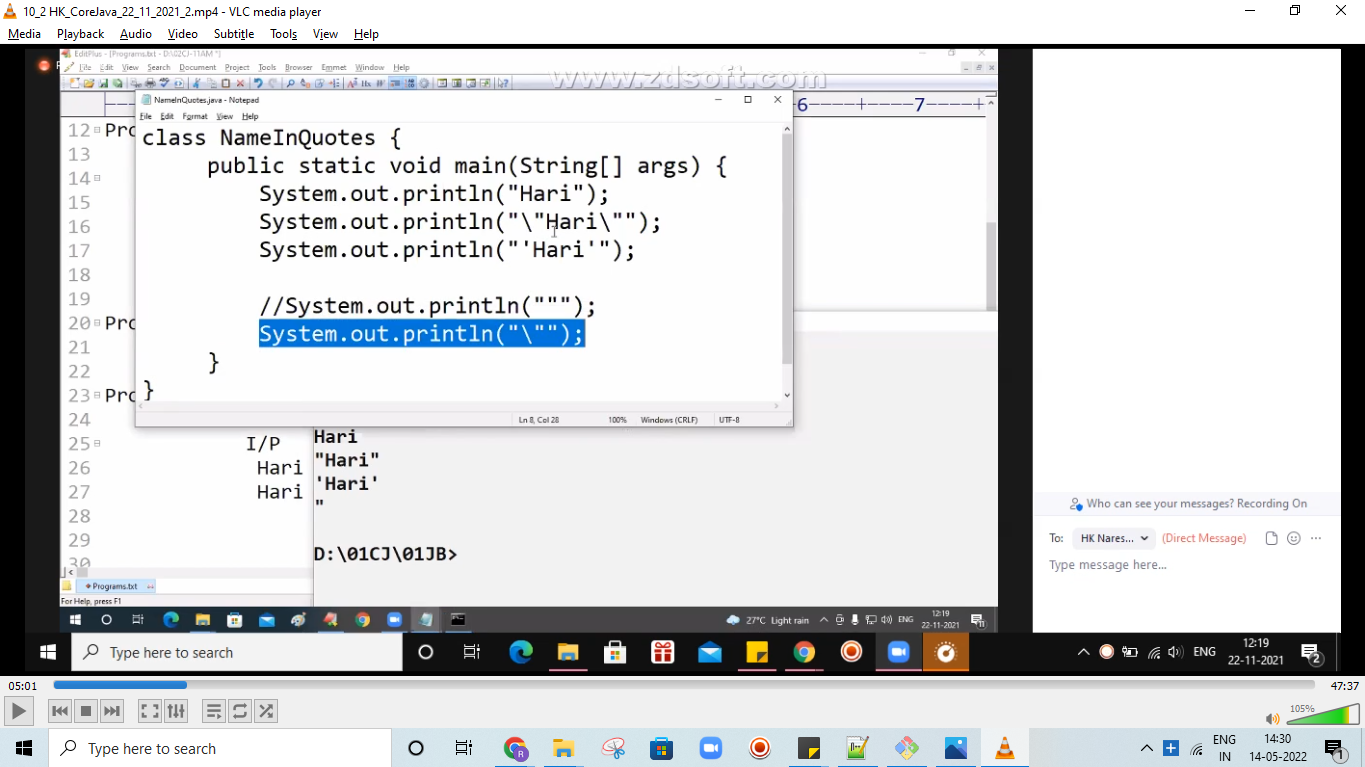 10_2 HK_CoreJava_22_11_2021_2.mp4 - VLC media player
Media Playback Audio Video Subtitle Tools View Help
EditPlus - [Programs.txt - D:\02CJ-11AM *]
File Edit View Search Document Project Tools Browser Emmet Window Help
www.zdsoft.com
NameInQuotes.java - Notepad
File Edit Format View Help
6----+----7----
class NameInQuotes {
public static void main(String[] args) {
System.out.println("Hari");
System.out.println("\"Hari\"");
System.out.println("'Hari'");
//System.out.println(""");
System.out.println("\"");
}
}
Ln 8, Col 28 100% Windows (CRLF) UTF-8
12 Pro
13
14
15
16
17
18
19
20 Pro
21
22
23 Pro
24
25 I/P
26 Hari
27 Hari
28
29
30
Hari
"Hari"
'Hari'
"
D:\01CJ\01JB>
Programs.txt
For Help, press F1
27°C Light rain ENG 12:19
22-11-2021
Who can see your messages? Recording On
To: HK Nares... (Direct Message)
Type message here...
Type here to search
ENG 12:19
22-11-2021
2
05:01 47:37
105%
Type here to search
ENG
IN
14:30
14-05-2022
1